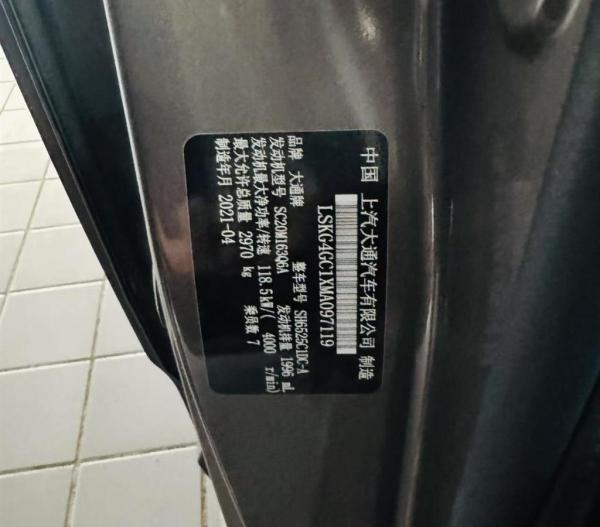 中国 上汽大通汽车有限公司 制造
LSKG4GC1XMA097119
品牌 大通牌 整车型号 SH6525C1DC-A
发动机型号 SC20M163Q6A 发动机排量 1996 mL
发动机最大净功率/转速 118.5kW/( 4000 r/min)
最大允许总质量 2970 kg 乘员数 7
制造年月 2021-04